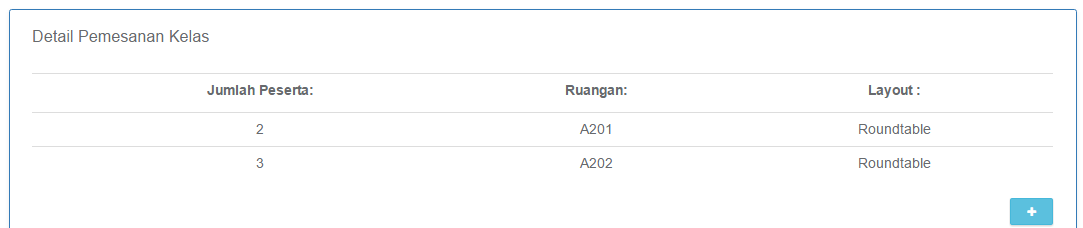 Detail Pemesanan Kelas
Jumlah Peserta: Ruangan: Layout :
2 A201 Roundtable
3 A202 Roundtable
+